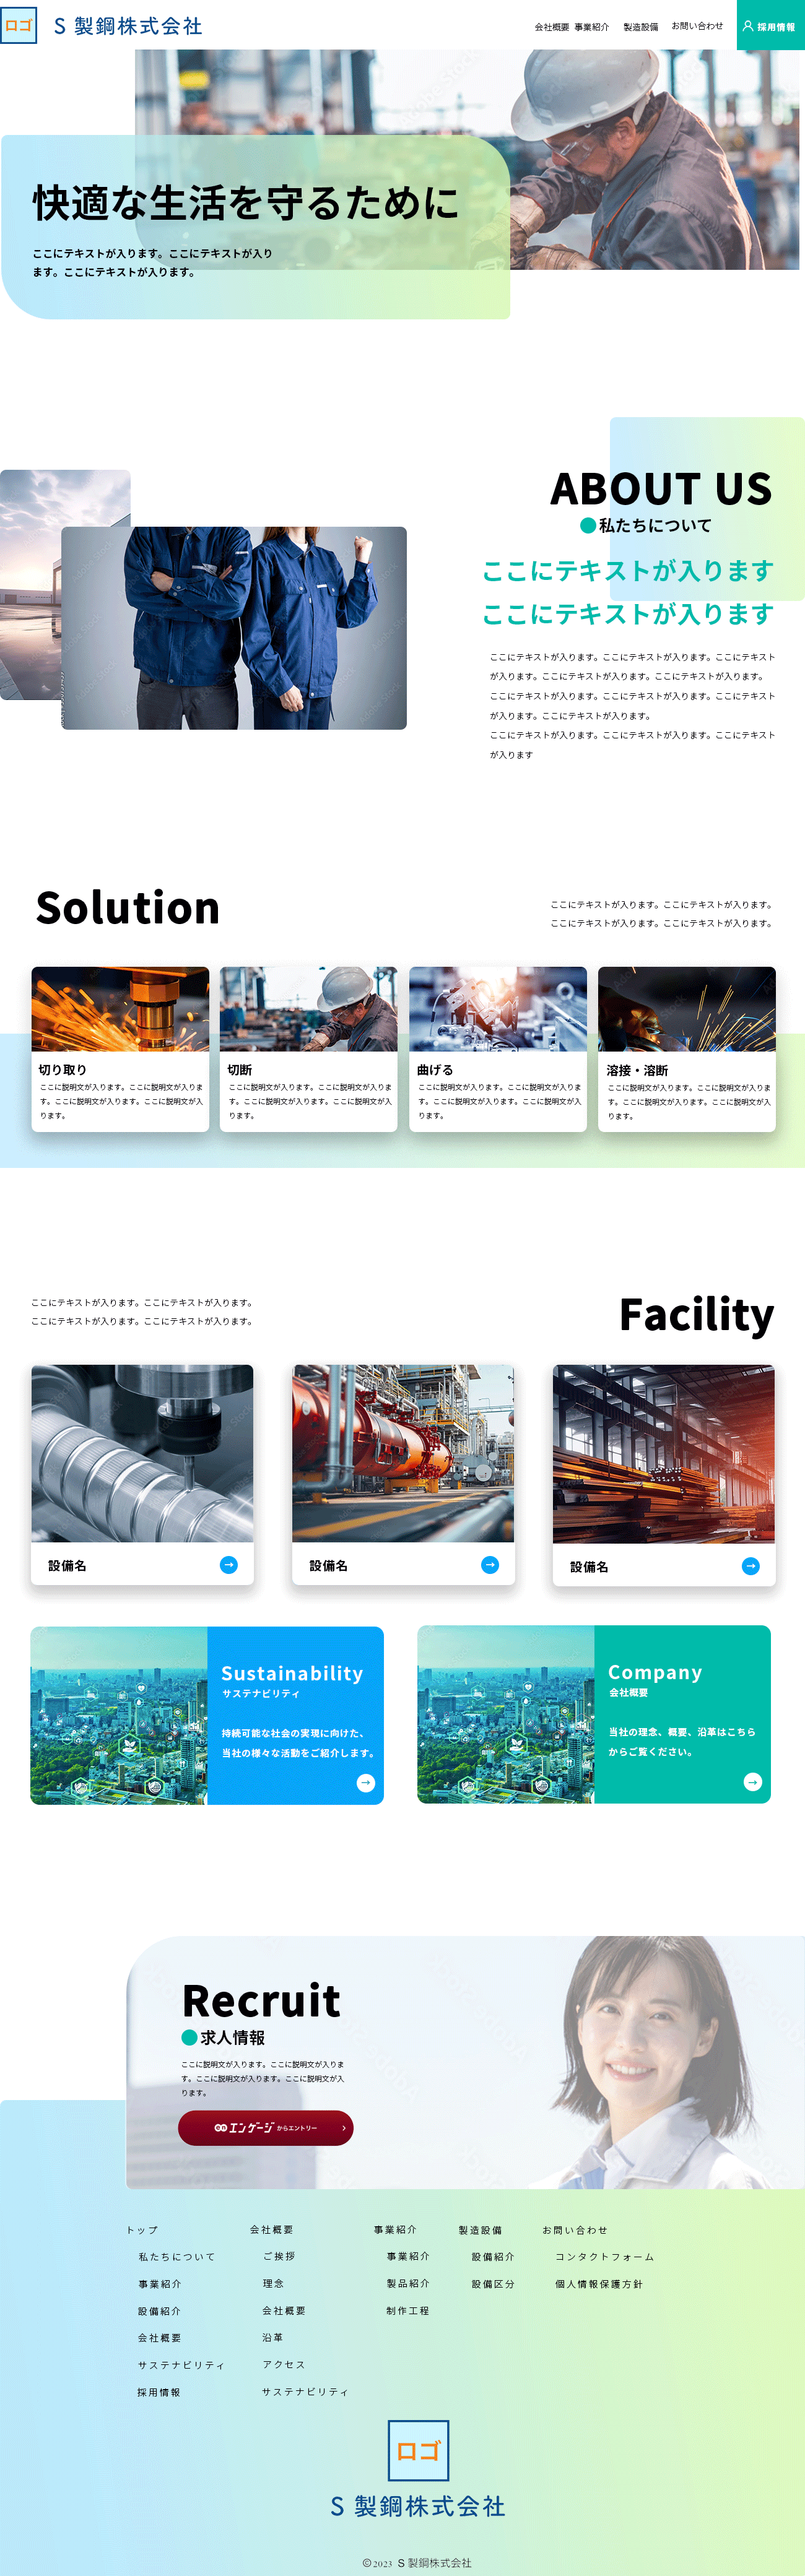 ロゴ S 製鋼株式会社 会社概要 事業紹介 製造設備 お問い合わせ 採用情報
快適な生活を守るために
ここにテキストが入ります。ここにテキストが入り
ます。ここにテキストが入ります。
ABOUT US
私たちについて
ここにテキストが入ります
ここにテキストが入ります
ここにテキストが入ります。ここにテキストが入ります。ここにテキスト
が入ります。ここにテキストが入ります。ここにテキストが入ります。
ここにテキストが入ります。ここにテキストが入ります。ここにテキスト
が入ります。ここにテキストが入ります。
ここにテキストが入ります。ここにテキストが入ります。ここにテキスト
が入ります
Solution
ここにテキストが入ります。ここにテキストが入ります。
ここにテキストが入ります。ここにテキストが入ります。
切り取り
ここに説明文が入ります。ここに説明文が入りま
す。ここに説明文が入ります。ここに説明文が入
ります。
切断
ここに説明文が入ります。ここに説明文が入りま
す。ここに説明文が入ります。ここに説明文が入
ります。
曲げる
ここに説明文が入ります。ここに説明文が入りま
す。ここに説明文が入ります。ここに説明文が入
ります。
溶接・溶断
ここに説明文が入ります。ここに説明文が入りま
す。ここに説明文が入ります。ここに説明文が入
ります。
ここにテキストが入ります。ここにテキストが入ります。
ここにテキストが入ります。ここにテキストが入ります。
Facility
設備名
設備名
設備名
Sustainability
サステナビリティ
持続可能な社会の実現に向けた、
当社の様々な活動をご紹介します。
Company
会社概要
当社の理念、概要、沿革はこちら
からご覧ください。
Recruit
求人情報
ここに説明文が入ります。ここに説明文が入りま
す。ここに説明文が入ります。ここに説明文が入
ります。
エンゲージ からエントリー
トップ
私たちについて
事業紹介
設備紹介
会社概要
サステナビリティ
採用情報
会社概要
ご挨拶
理念
会社概要
沿革
アクセス
サステナビリティ
事業紹介
事業紹介
製品紹介
制作工程
製造設備
設備紹介
設備区分
お問い合わせ
コンタクトフォーム
個人情報保護方針
ロゴ
S 製鋼株式会社
©2023 S 製鋼株式会社